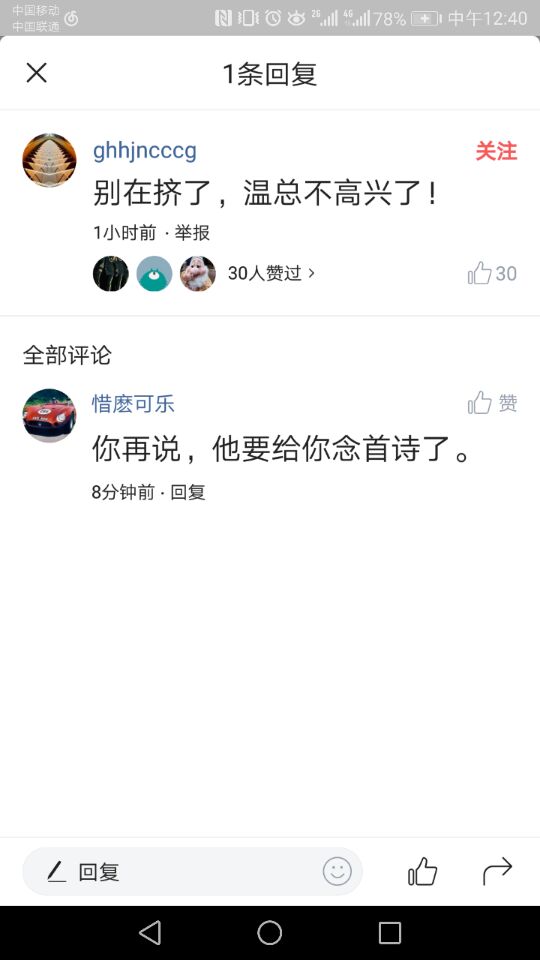 中国移动
中国联通
2G 4G 78% 中午12:40
1条回复
ghhjncccg
关注
别在挤了，温总不高兴了！
1小时前 · 举报
30人赞过
30
全部评论
惜麽可乐
赞
你再说，他要给你念首诗了。
8分钟前 · 回复
回复